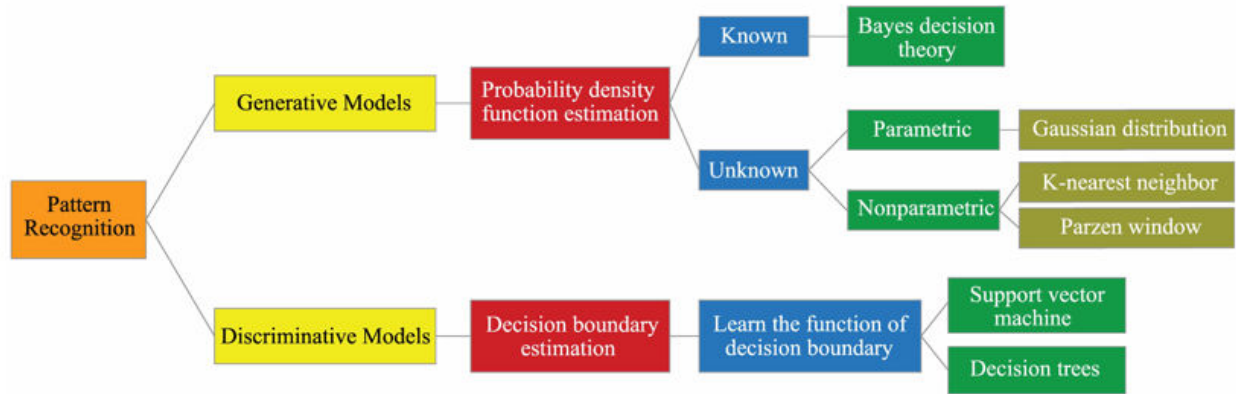 Pattern
Recognition
Generative Models
Probability density
function estimation
Known
Bayes decision
theory
Unknown
Parametric
Gaussian distribution
Nonparametric
K-nearest neighbor
Parzen window
Discriminative Models
Decision boundary
estimation
Learn the function of
decision boundary
Support vector
machine
Decision trees